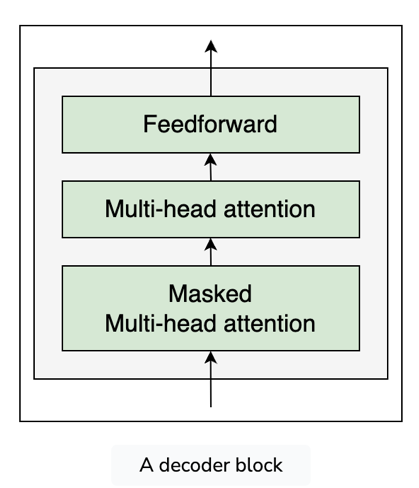 Feedforward
Multi-head attention
Masked
Multi-head attention
A decoder block